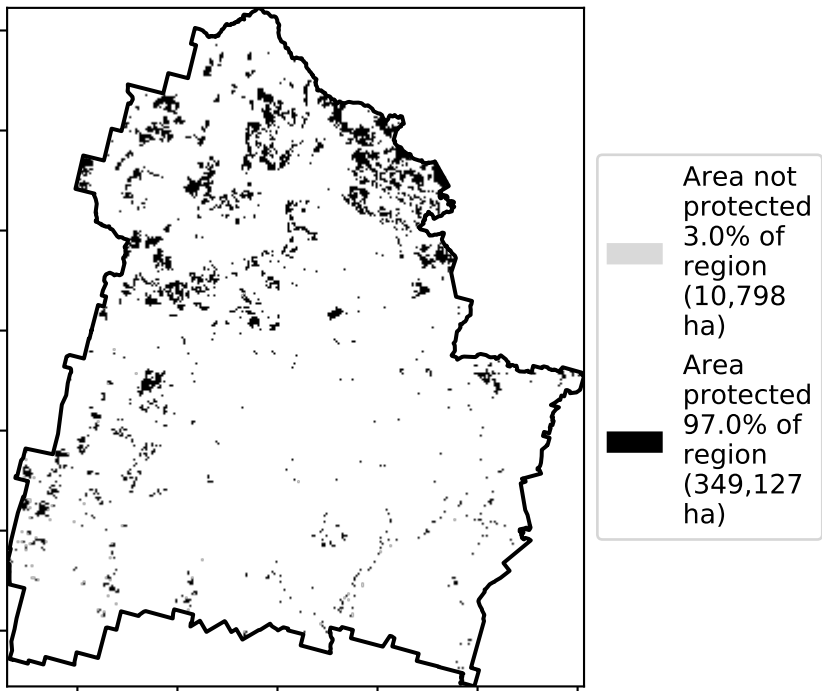 Area not
protected
3.0% of
region
(10,798
ha)
Area
protected
97.0% of
region
(349,127
ha)